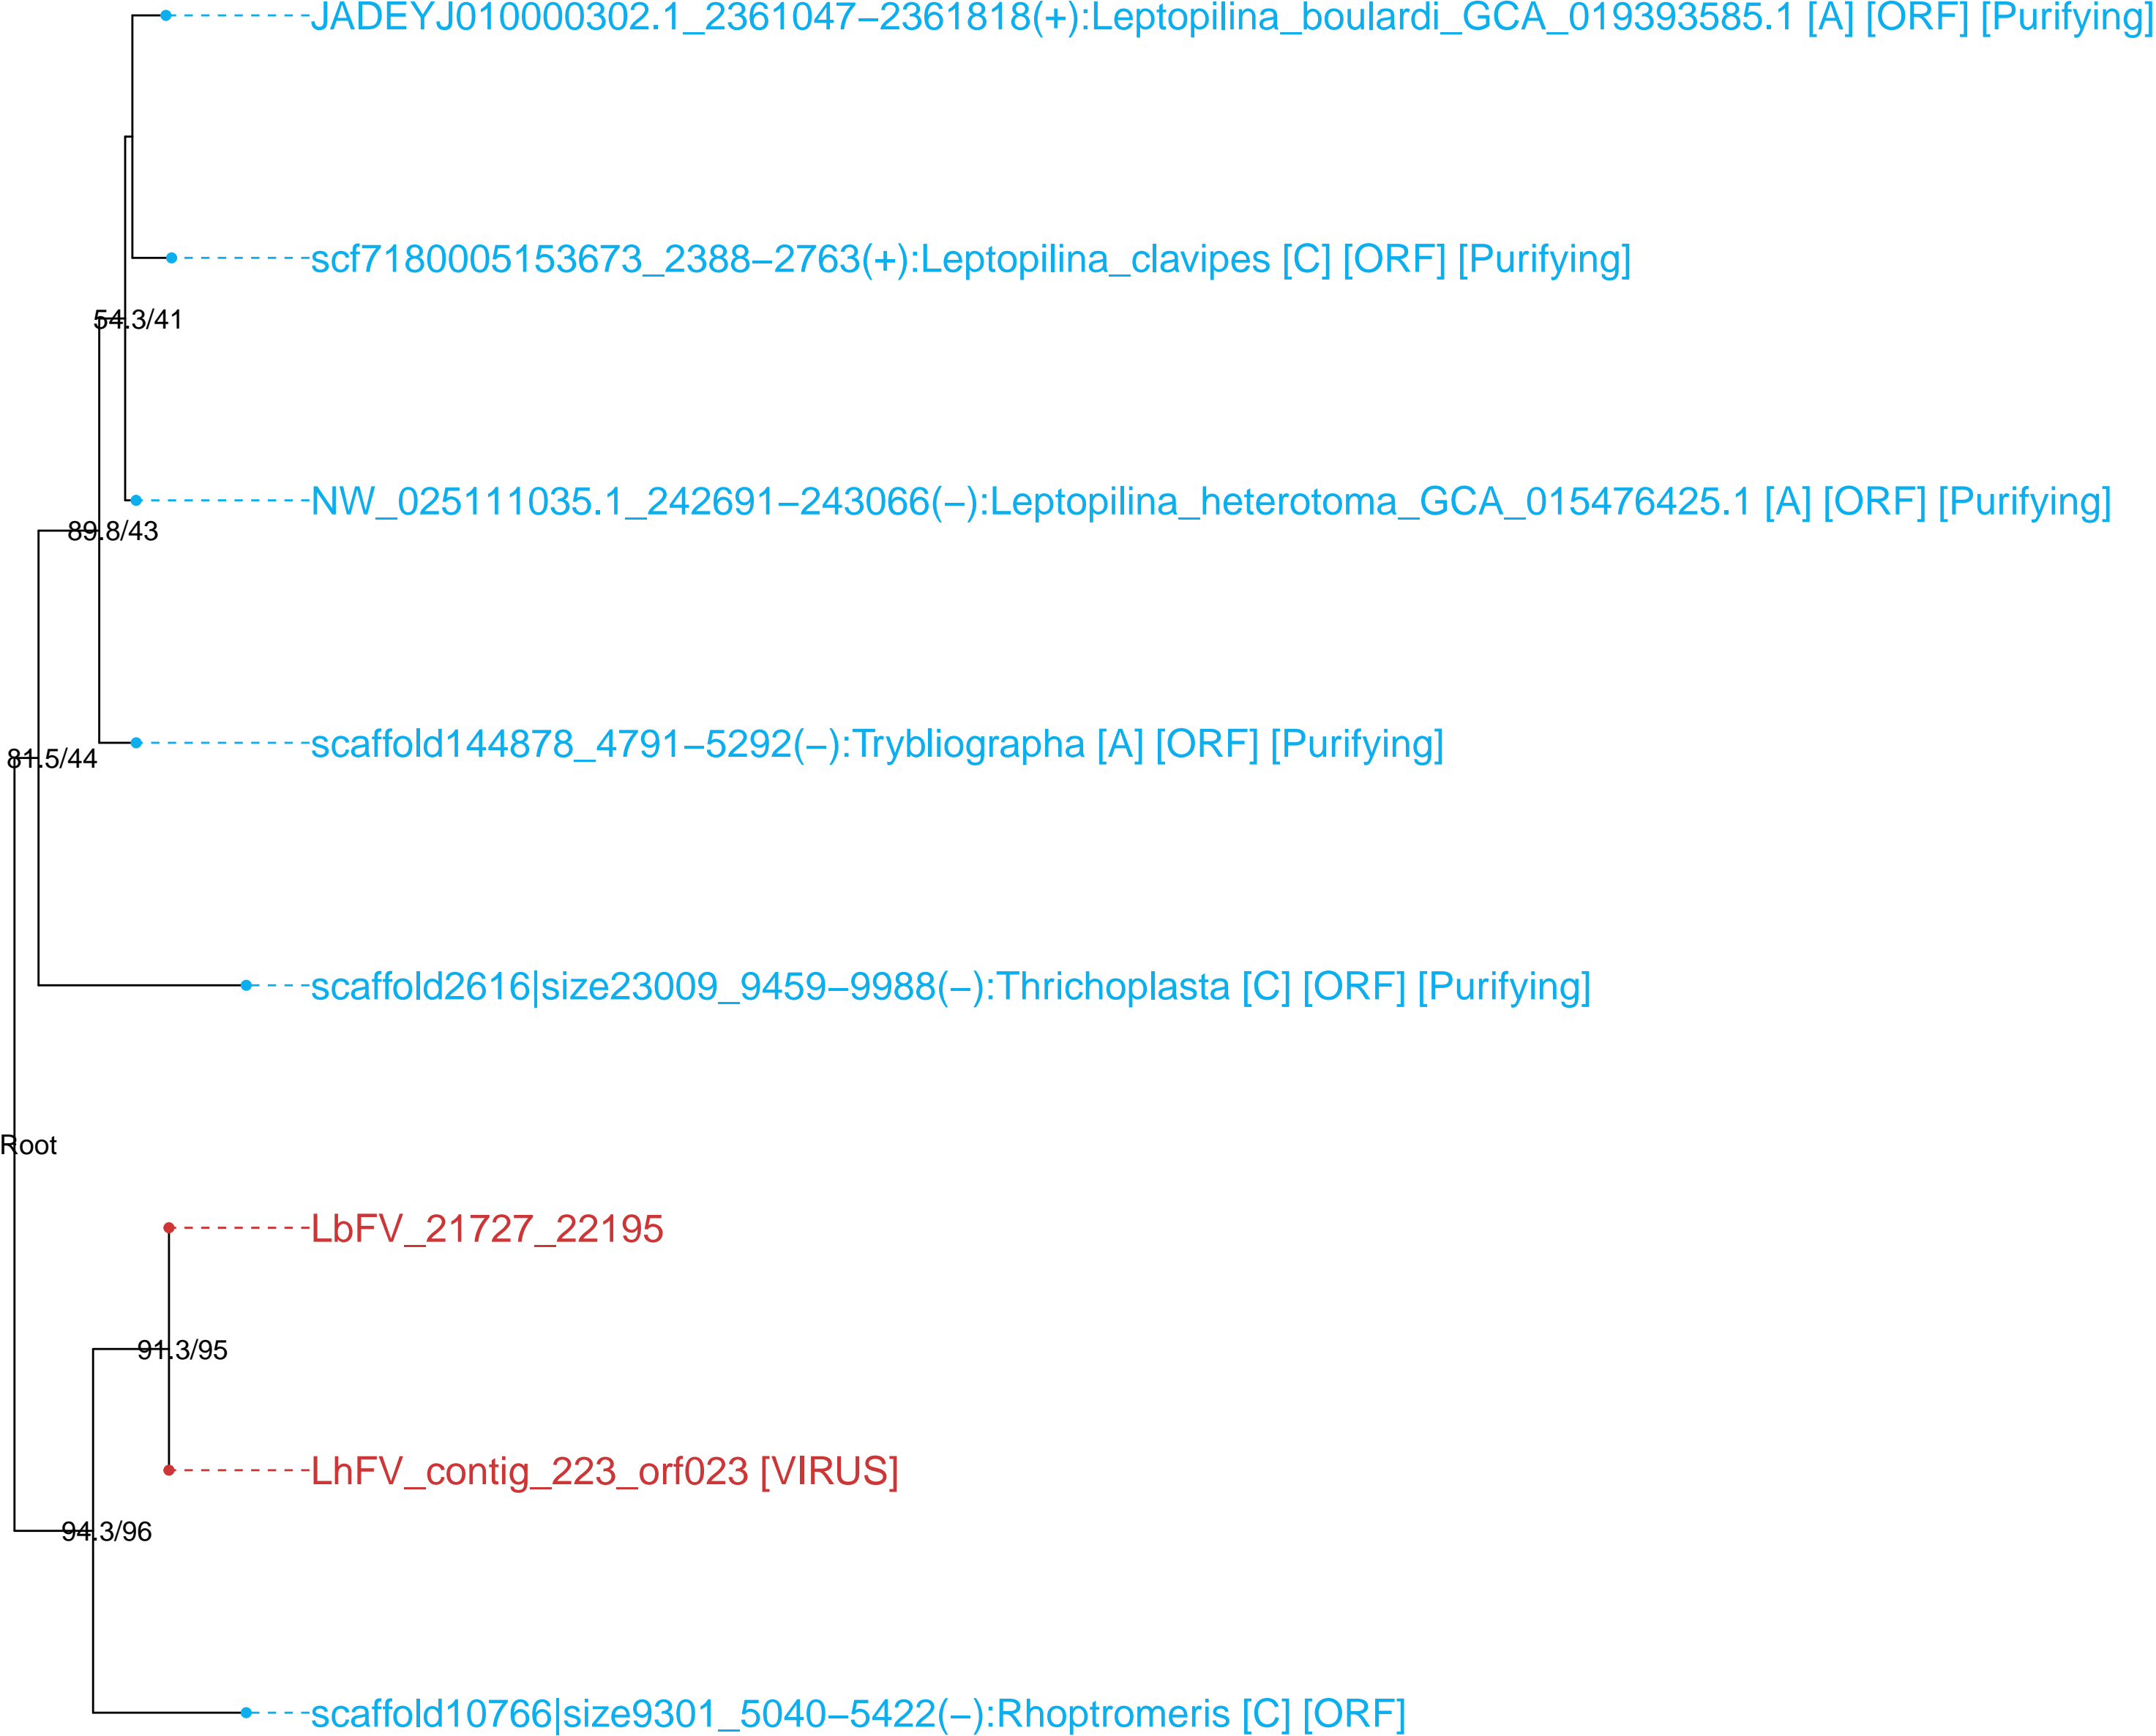 JADEYJ010000302.1_236104–2361818(+):Leptopilina_boulardi_GCA_019393585.1 [A] [ORF] [Purifying]
scf7180005153673_2388–2763(+):Leptopilina_clavipes [C] [ORF] [Purifying]
54.3/41
NW_025111035.1_242691–243066(–):Leptopilina_heterotoma_GCA_015476425.1 [A] [ORF] [Purifying]
89.8/43
scaffold144878_4791–5292(–):Trybliographa [A] [ORF] [Purifying]
81.5/44
scaffold2616|size23009_9459–9988(–):Thrichoplasta [C] [ORF] [Purifying]
Root
LbFV_21727_22195
91.3/95
LhFV_contig_223_orf023 [VIRUS]
94.3/96
scaffold10766|size9301_5040–5422(–):Rhoptromeris [C] [ORF]